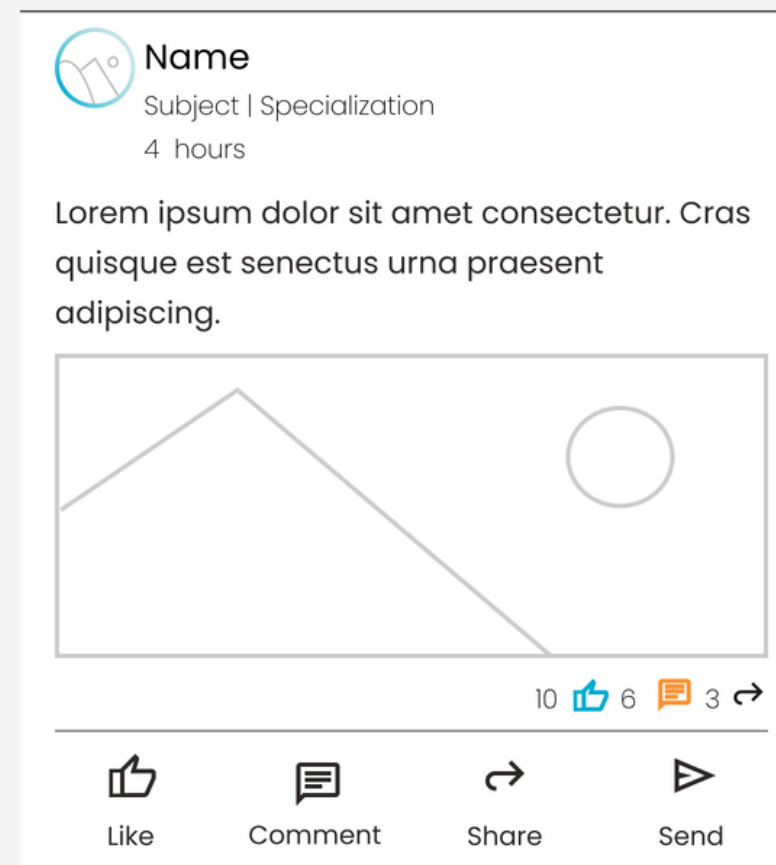 Name
Subject | Specialization
4 hours
Lorem ipsum dolor sit amet consectetur. Cras
quisque est senectus urna praesent
adipiscing.
10 6 3
Like Comment Share Send